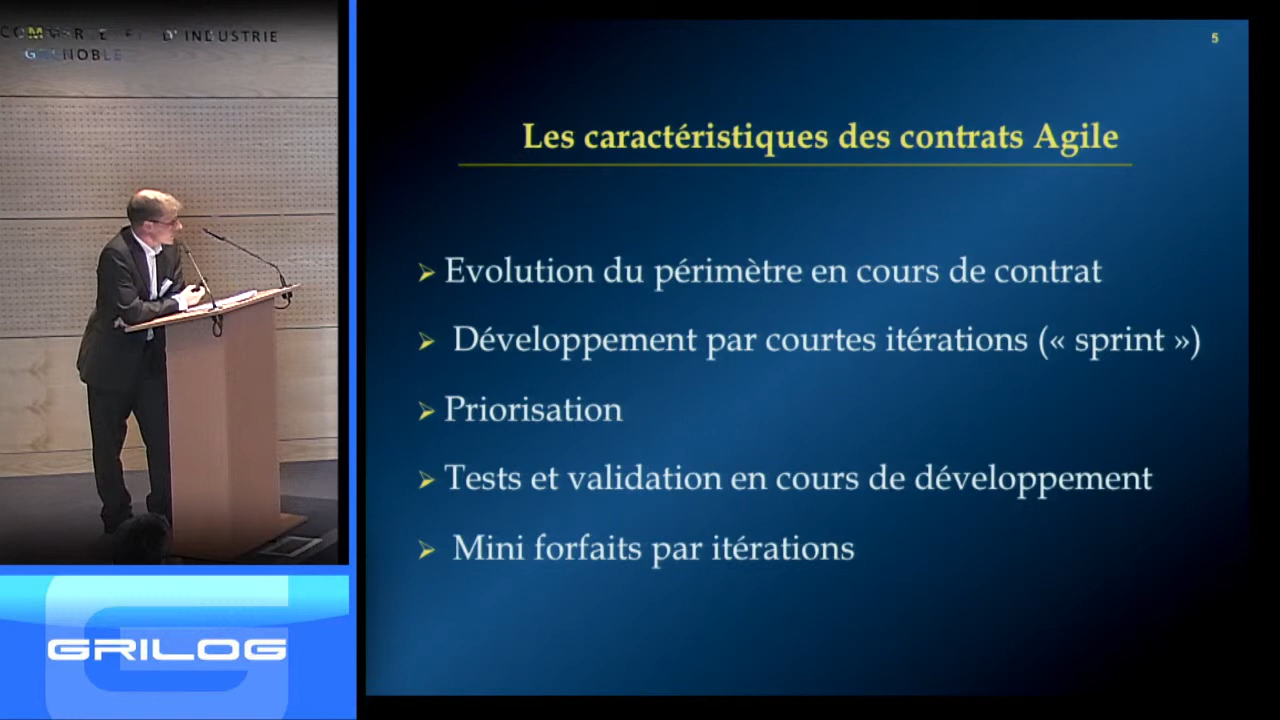 D'INDUSTRIE
GRENOBLE
5
Les caractéristiques des contrats Agile
➢ Evolution du périmètre en cours de contrat
➢ Développement par courtes itérations (« sprint »)
➢ Priorisation
➢ Tests et validation en cours de développement
➢ Mini forfaits par itérations
GRILOG